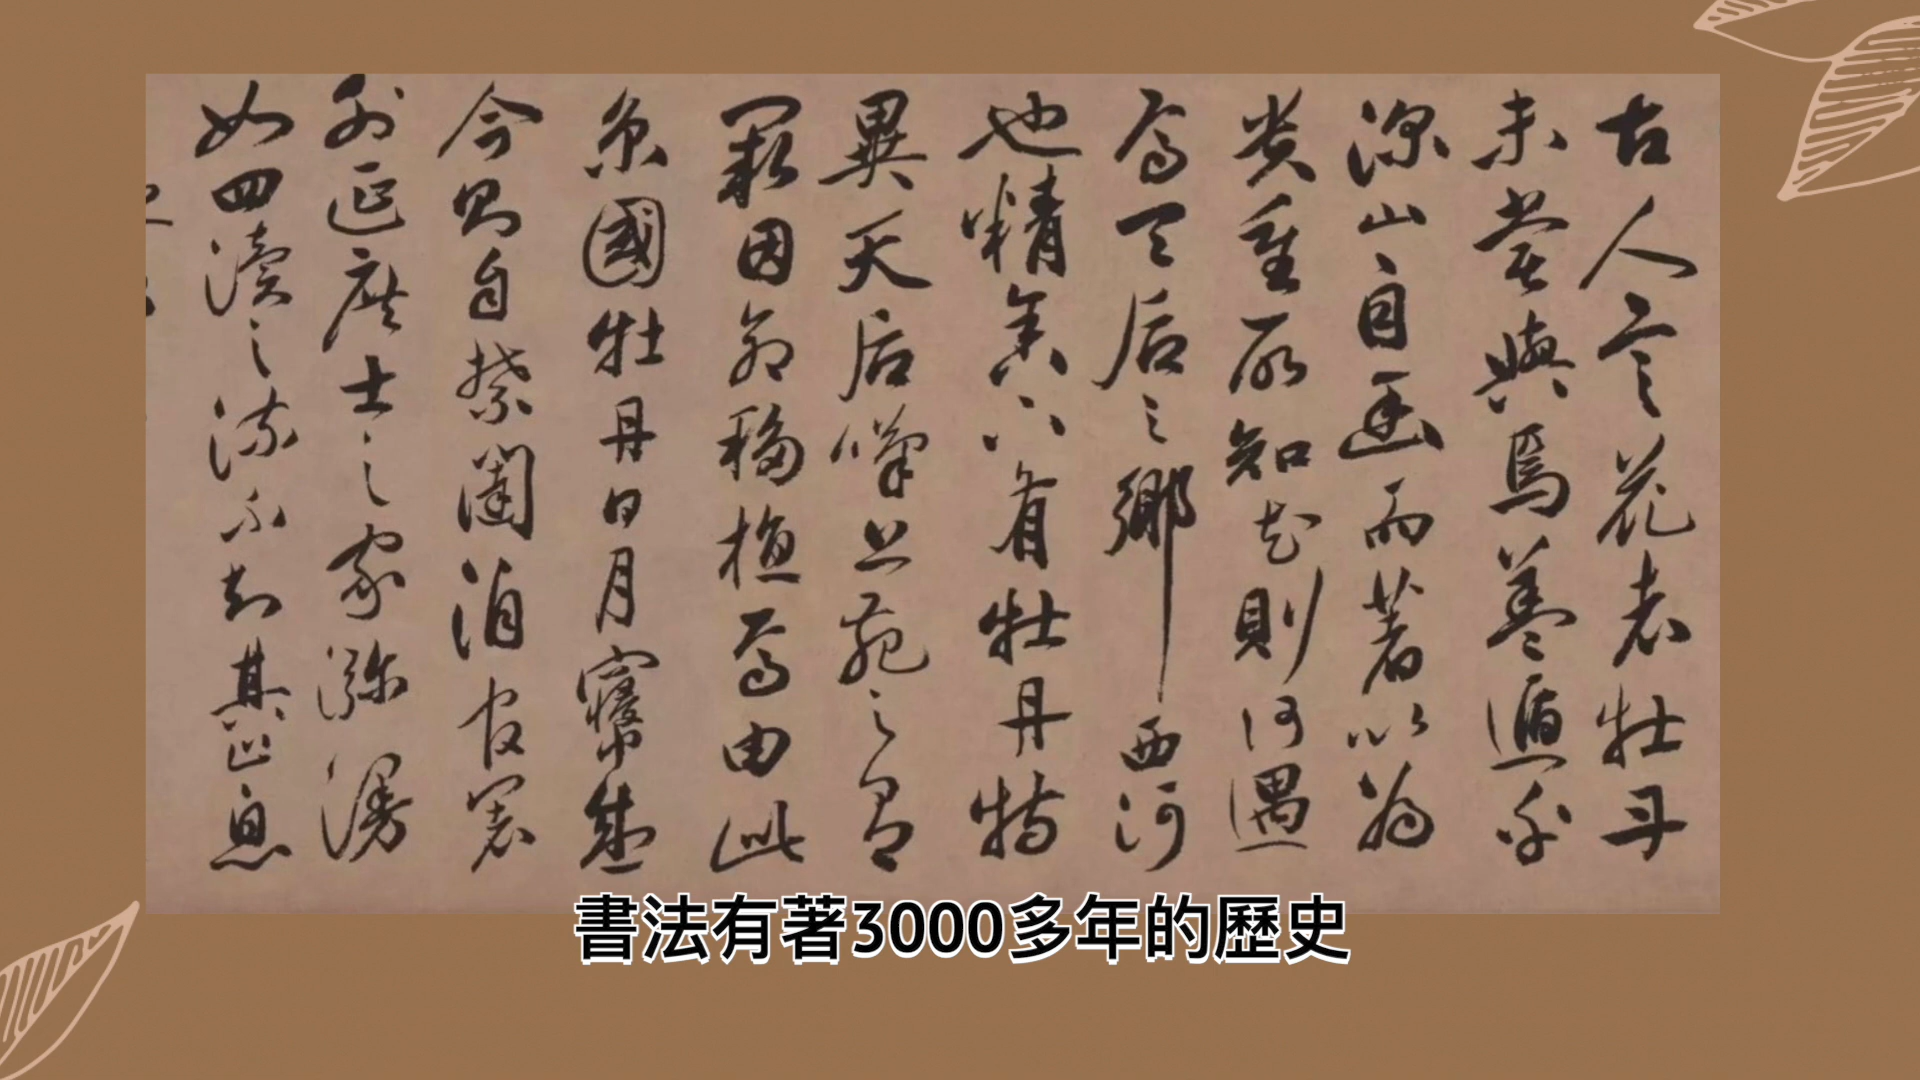 古人言花者牡丹
未嘗與焉蓋遁乎
深山自幽而著以為
貴重所知花則何遇
焉天后之鄉西河
也精舍下有牡丹特
異天后嘆上苑之有
闕因命移植焉由此
京國牡丹日月寖盛
今則自禁闥洎官署
外延庶士之家瀰漫
如四瀆之流不知其止息
書法有著3000多年的歷史